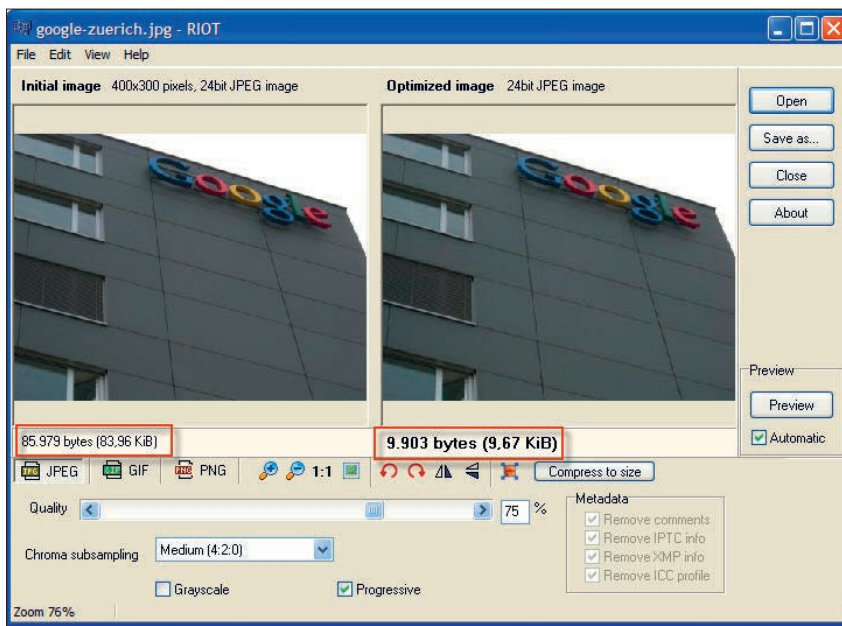 google-zuerich.jpg - RIOT
File Edit View Help
Initial image 400x300 pixels, 24bit JPEG image
Optimized image 24bit JPEG image
Google
Google
Open
Save as...
Close
About
Preview
Preview
Automatic
85.979 bytes (83,96 KiB)
9.903 bytes (9,67 KiB)
JPEG GIF PNG 1:1 Compress to size
Quality 75 %
Chroma subsampling Medium (4:2:0)
Grayscale Progressive
Metadata
Remove comments
Remove IPTC info
Remove XMP info
Remove ICC profile
Zoom 76%